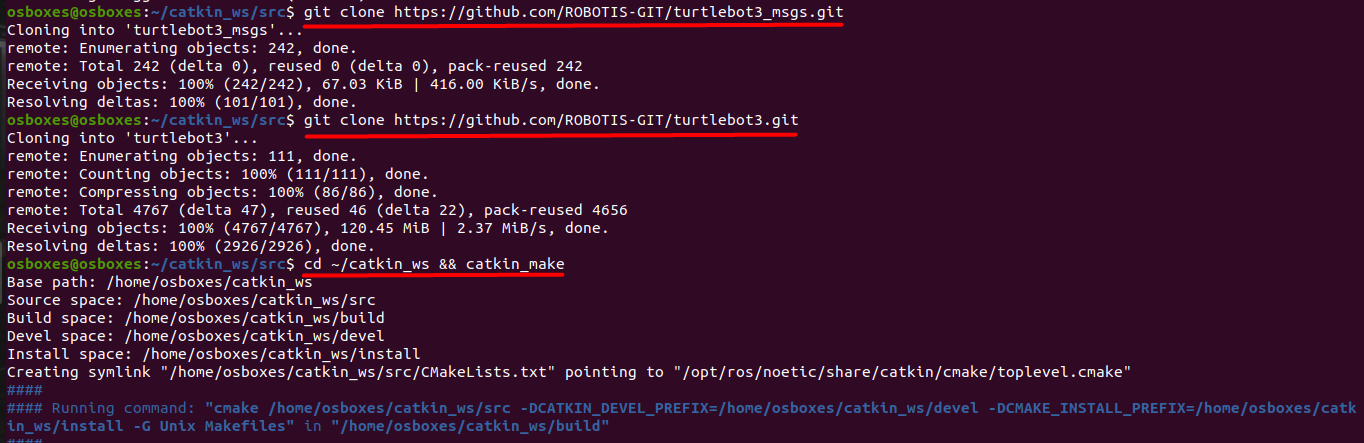 osboxes@osboxes:~/catkin_ws/src$ git clone https://github.com/ROBOTIS-GIT/turtlebot3_msgs.git
Cloning into 'turtlebot3_msgs'...
remote: Enumerating objects: 242, done.
remote: Total 242 (delta 0), reused 0 (delta 0), pack-reused 242
Receiving objects: 100% (242/242), 67.03 KiB | 416.00 KiB/s, done.
Resolving deltas: 100% (101/101), done.
osboxes@osboxes:~/catkin_ws/src$ git clone https://github.com/ROBOTIS-GIT/turtlebot3.git
Cloning into 'turtlebot3'...
remote: Enumerating objects: 111, done.
remote: Counting objects: 100% (111/111), done.
remote: Compressing objects: 100% (86/86), done.
remote: Total 4767 (delta 47), reused 46 (delta 22), pack-reused 4656
Receiving objects: 100% (4767/4767), 120.45 MiB | 2.37 MiB/s, done.
Resolving deltas: 100% (2926/2926), done.
osboxes@osboxes:~/catkin_ws/src$ cd ~/catkin_ws && catkin_make
Base path: /home/osboxes/catkin_ws
Source space: /home/osboxes/catkin_ws/src
Build space: /home/osboxes/catkin_ws/build
Devel space: /home/osboxes/catkin_ws/devel
Install space: /home/osboxes/catkin_ws/install
Creating symlink "/home/osboxes/catkin_ws/src/CMakeLists.txt" pointing to "/opt/ros/noetic/share/catkin/cmake/toplevel.cmake"
####
#### Running command: "cmake /home/osboxes/catkin_ws/src -DCATKIN_DEVEL_PREFIX=/home/osboxes/catkin_ws/devel -DCMAKE_INSTALL_PREFIX=/home/osboxes/catk
in_ws/install -G Unix Makefiles" in "/home/osboxes/catkin_ws/build"
####